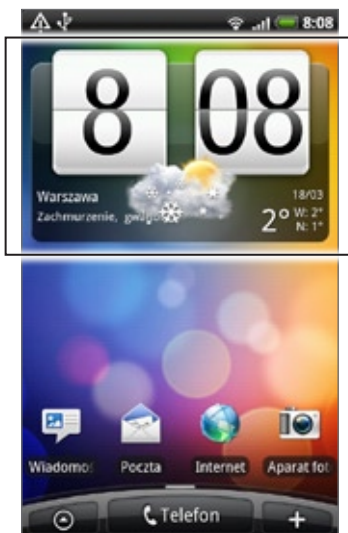 8:08
8 08
Warszawa 18/03
Zachmurzenie, 2° W: 2°
N: 1°
Wiadomoś Poczta Internet Aparat fot
Telefon